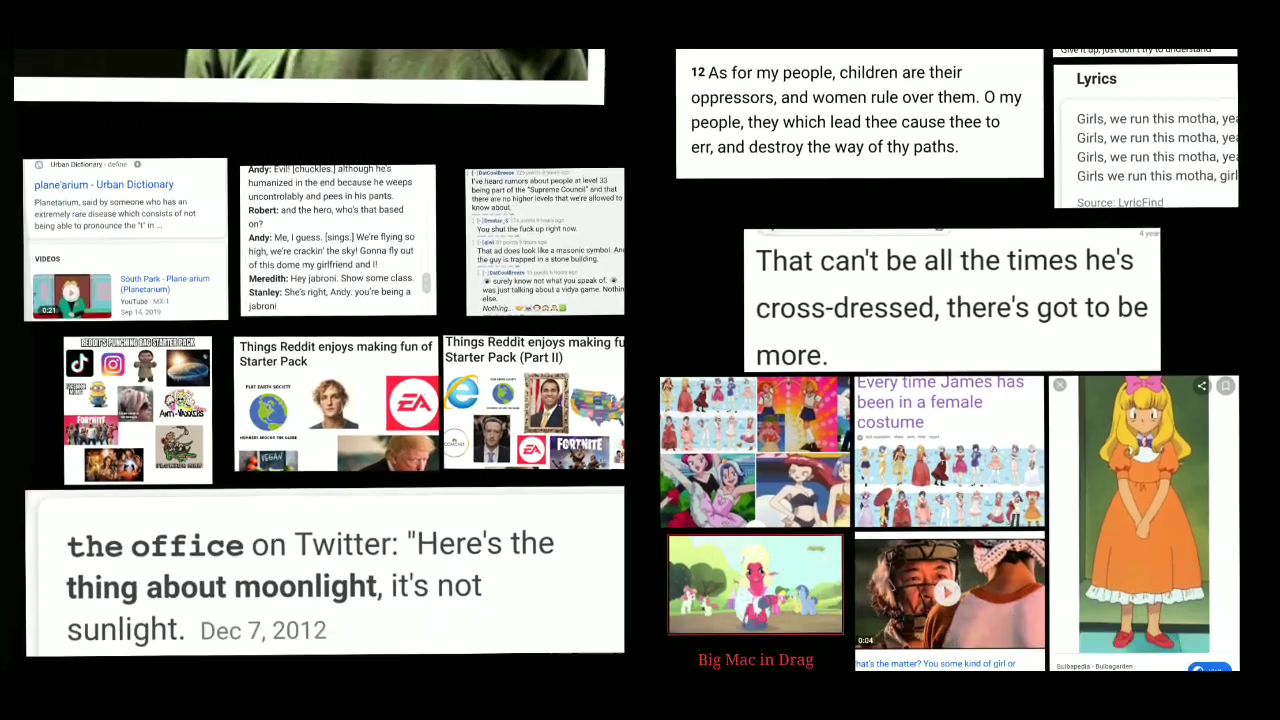 Urban Dictionary › define
plane'arium - Urban Dictionary
Planetarium, said by someone who has an
extremely rare disease which consists of not
being able to pronounce the "t" in ...
VIDEOS
South Park - Plane-arium
(Planetarium)
YouTube · MX-1
Sep 14, 2019
0:21
Andy: Evil! [chuckles.] although he's
humanized in the end because he weeps
uncontrolably and pees in his pants.
Robert: and the hero, who's that based
on?
Andy: Me, I guess. [sings.] We're flying so
high, we're crackin' the sky! Gonna fly out
of this dome my girlfriend and I!
Meredith: Hey jabroni. Show some class.
Stanley: She's right, Andy. you're being a
jabroni!
I've heard rumors about people at level 33
being part of the "Supreme Council" and that
there are no higher levels that we're allowed to
know about.
You shut the fuck up right now.
That ad does look like a masonic symbol. And
the guy is trapped in a stone building.
[-] DatCoolBreeze
surely know not what you speak of.
was just talking about a vidya game. Nothin
else.
Nothing..
REDDIT'S PUNCHING BAG STARTER PACK
ANTI-VAXXERS
FORTNITE
Things Reddit enjoys making fun of
Starter Pack
FLAT EARTH SOCIETY
MEMBERS AROUND THE GLOBE
EA
VEGAN
Things Reddit enjoys making fu
Starter Pack (Part II)
EA
FORTNITE
the office on Twitter: "Here's the
thing about moonlight, it's not
sunlight. Dec 7, 2012
12 As for my people, children are their
oppressors, and women rule over them. O my
people, they which lead thee cause thee to
err, and destroy the way of thy paths.
Give it up, just don't try to understand
Lyrics
Girls, we run this motha, yea
Girls, we run this motha, yea
Girls, we run this motha, yea
Girls we run this motha, girl
Source: LyricFind
4 year
That can't be all the times he's
cross-dressed, there's got to be
more.
Every time James has
been in a female
costume
0:04
hat's the matter? You some kind of girl or
Big Mac in Drag
Bulbapedia - Bulbagarden